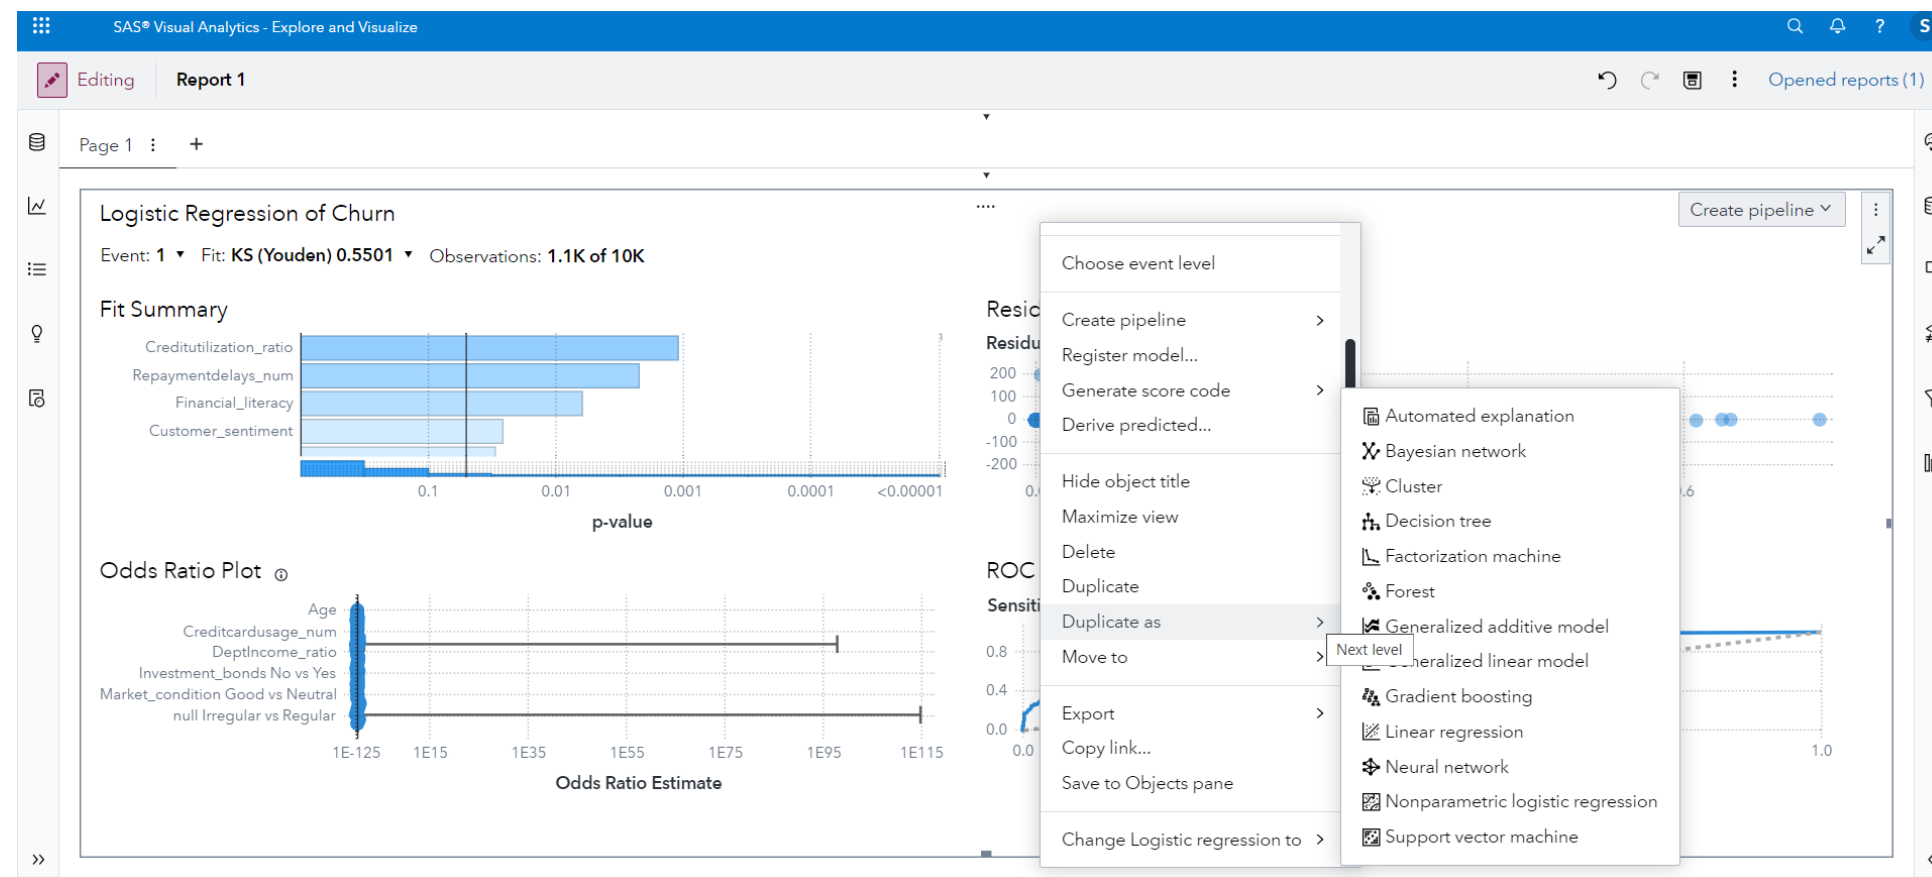 SAS® Visual Analytics - Explore and Visualize
?
Editing
Report 1
Opened reports (1)
Page 1
Logistic Regression of Churn
Create pipeline
Event: 1 Fit: KS (Youden) 0.5501 Observations: 1.1K of 10K
Fit Summary
Creditutilization_ratio
Repaymentdelays_num
Financial_literacy
Customer_sentiment
0.1 0.01 0.001 0.0001 <0.00001
p-value
Odds Ratio Plot
Age
Creditcardusage_num
DeptIncome_ratio
Investment_bonds No vs Yes
Market_condition Good vs Neutral
null Irregular vs Regular
1E-125 1E15 1E35 1E55 1E75 1E95 1E115
Odds Ratio Estimate
200
100
0
-100
-200
ROC
0.8
0.4
0.0
0.0 1.0
Choose event level
Create pipeline
Register model...
Generate score code
Derive predicted...
Hide object title
Maximize view
Delete
Duplicate
Duplicate as
Move to
Export
Copy link...
Save to Objects pane
Change Logistic regression to
Next level
Automated explanation
Bayesian network
Cluster
Decision tree
Factorization machine
Forest
Generalized additive model
linear model
Gradient boosting
Linear regression
Neural network
Nonparametric logistic regression
Support vector machine